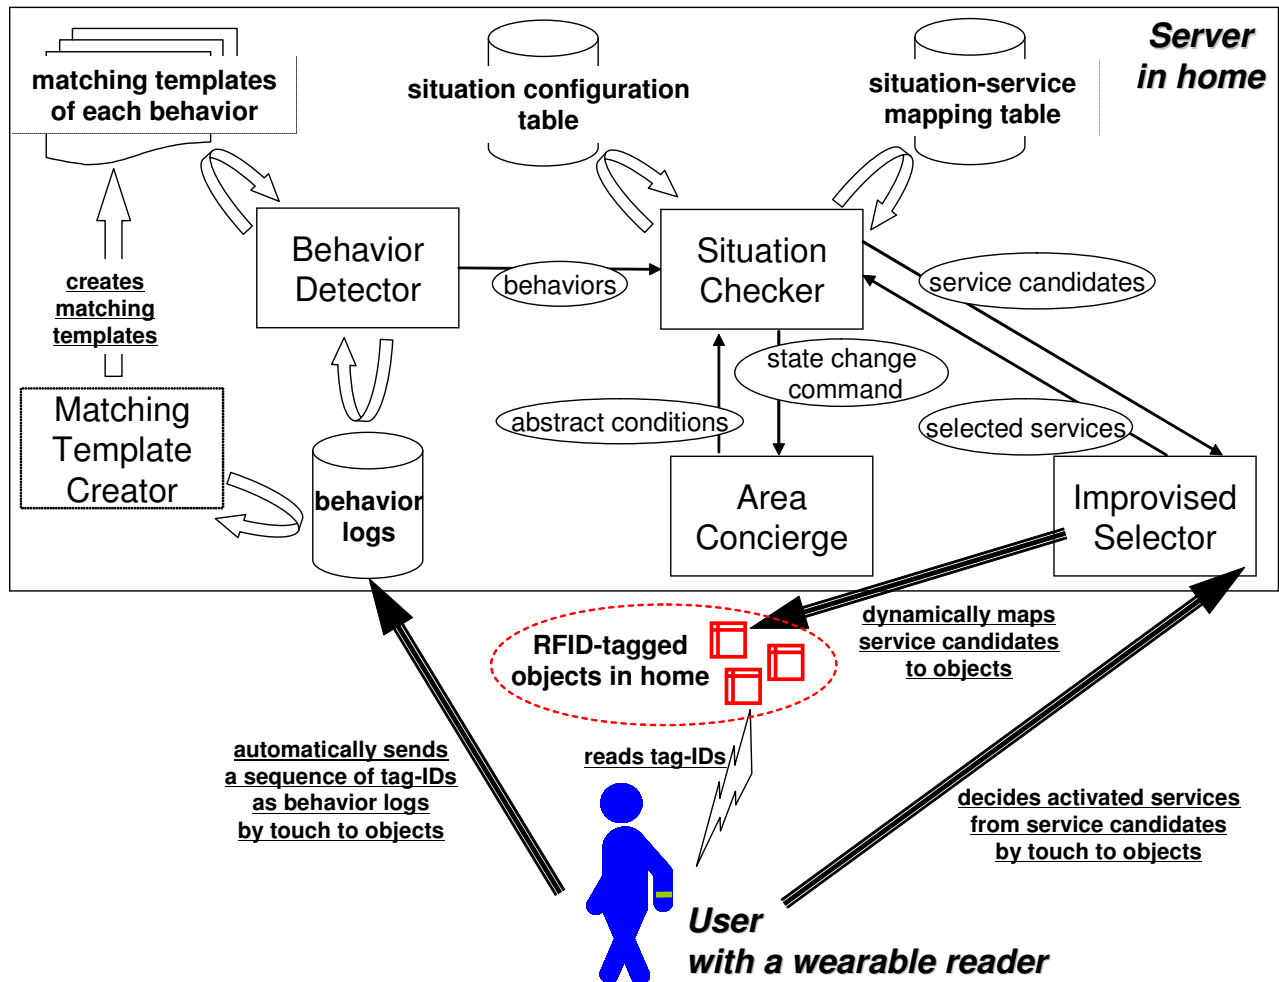 Server
in home
matching templates
of each behavior
situation configuration
table
situation-service
mapping table
Behavior
Detector
Situation
Checker
behaviors
service candidates
creates
matching
templates
state change
command
abstract conditions
selected services
Matching
Template
Creator
behavior
logs
Area
Concierge
Improvised
Selector
RFID-tagged
objects in home
dynamically maps
service candidates
to objects
automatically sends
a sequence of tag-IDs
as behavior logs
by touch to objects
reads tag-IDs
decides activated services
from service candidates
by touch to objects
User
with a wearable reader